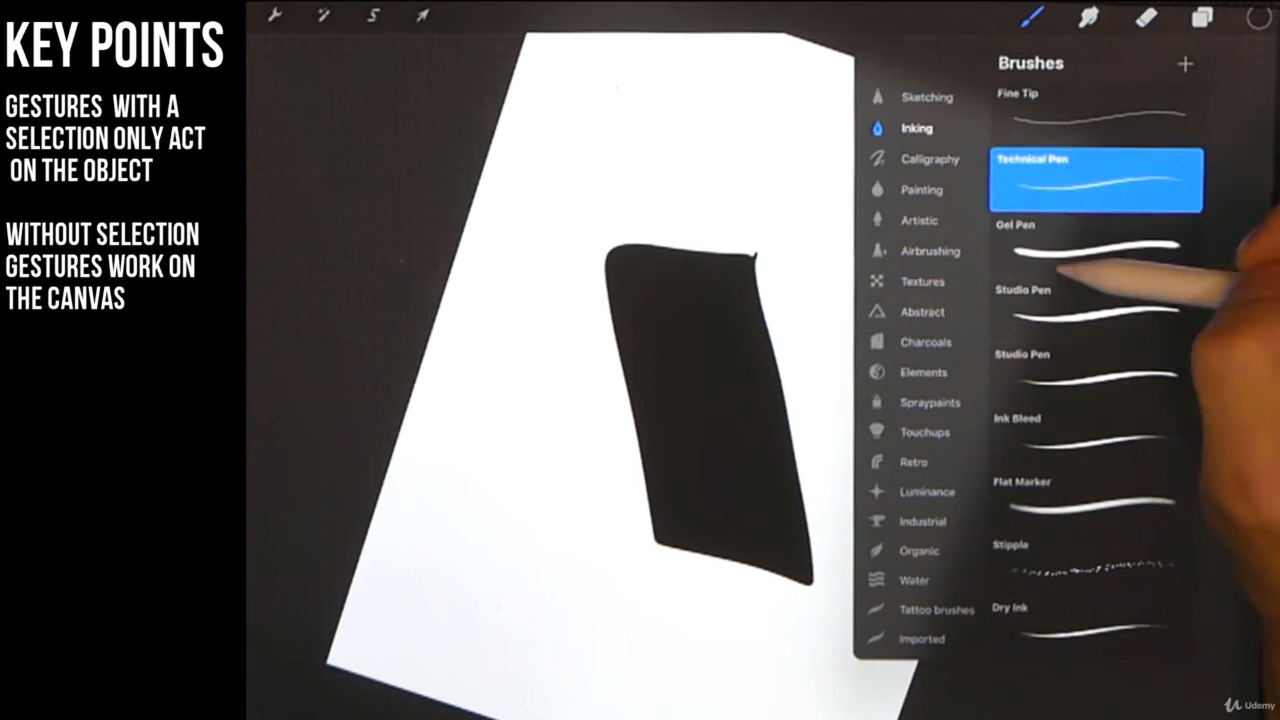 KEY POINTS
GESTURES WITH A
SELECTION ONLY ACT
ON THE OBJECT
WITHOUT SELECTION
GESTURES WORK ON
THE CANVAS
Brushes
Sketching
Inking
Calligraphy
Painting
Artistic
Airbrushing
Textures
Abstract
Charcoals
Elements
Spraypaints
Touchups
Retro
Luminance
Industrial
Organic
Water
Tattoo brushes
Imported
Fine Tip
Technical Pen
Gel Pen
Studio Pen
Studio Pen
Ink Bleed
Flat Marker
Stipple
Dry Ink
Udemy